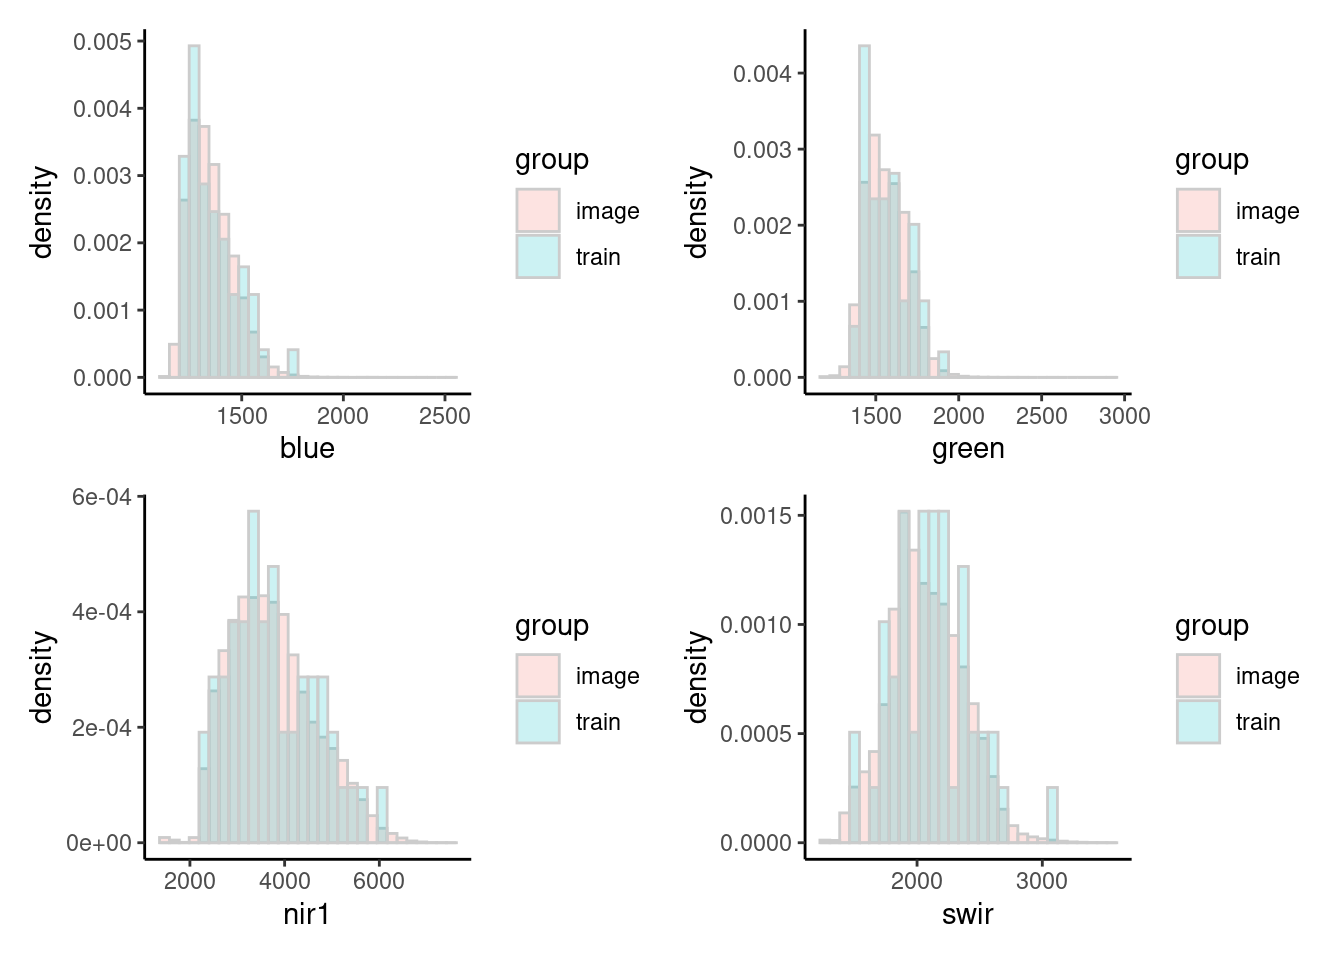 0.005
0.004
0.003
0.002
0.001
0.000
density
1500 2000 2500
blue
group
image
train
0.004
0.003
0.002
0.001
0.000
density
1500 2000 2500 3000
green
group
image
train
6e-04
4e-04
2e-04
0e+00
density
2000 4000 6000
nir1
group
image
train
0.0015
0.0010
0.0005
0.0000
density
2000 3000
swir
group
image
train